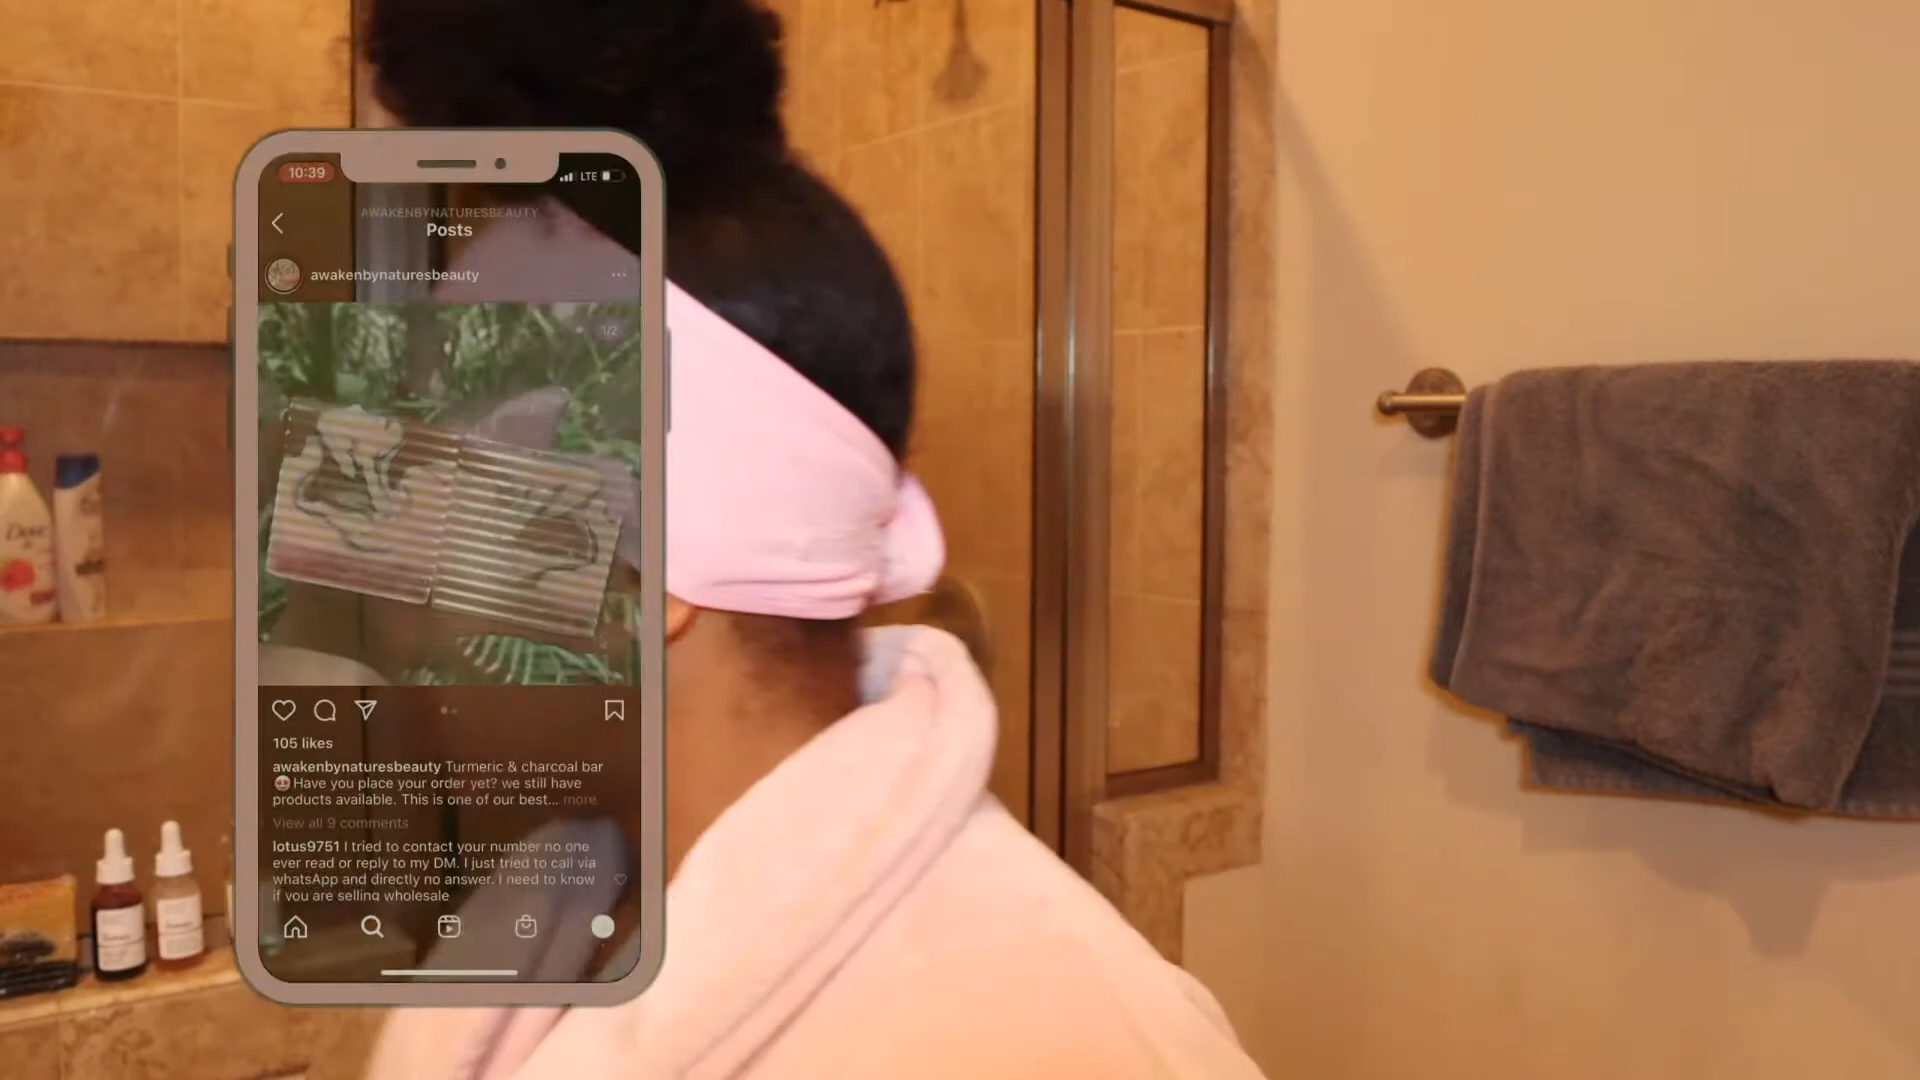 10:39
LTE
AWAKENBYNATURESBEAUTY
Posts
awakenbynaturesbeauty
1/2
105 likes
awakenbynaturesbeauty Turmeric & charcoal bar
😍Have you place your order yet? we still have
products available. This is one of our best... more
View all 9 comments
lotus9751 I tried to contact your number no one
ever read or reply to my DM. I just tried to call via
whatsApp and directly no answer. I need to know
if you are selling wholesale
Dove